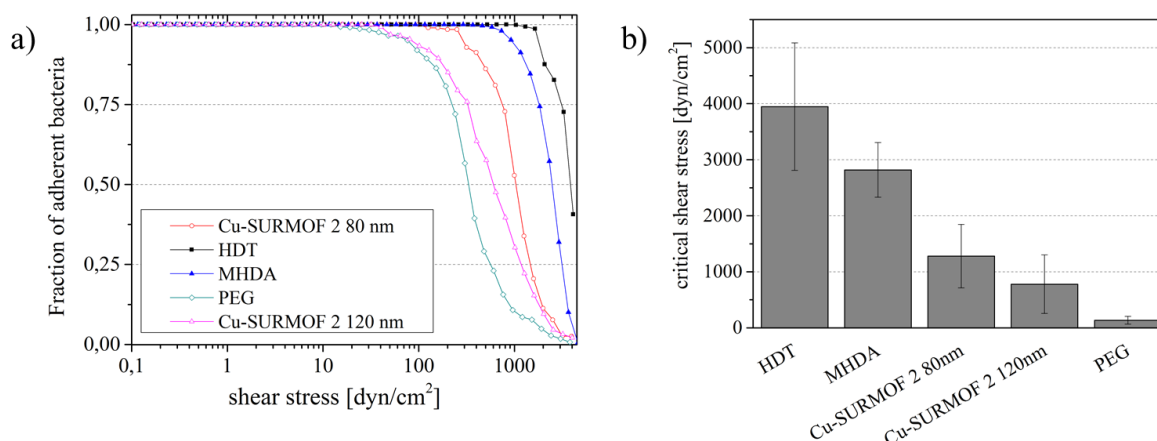 a)
Fraction of adherent bacteria
1,00
0,75
0,50
0,25
0,00
Cu-SURMOF 2 80 nm
HDT
MHDA
PEG
Cu-SURMOF 2 120 nm
0,1 1 10 100 1000
shear stress [dyn/cm²]
b)
critical shear stress [dyn/cm²]
5000
4000
3000
2000
1000
0
HDT
MHDA
Cu-SURMOF 2 80nm
Cu-SURMOF 2 120nm
PEG